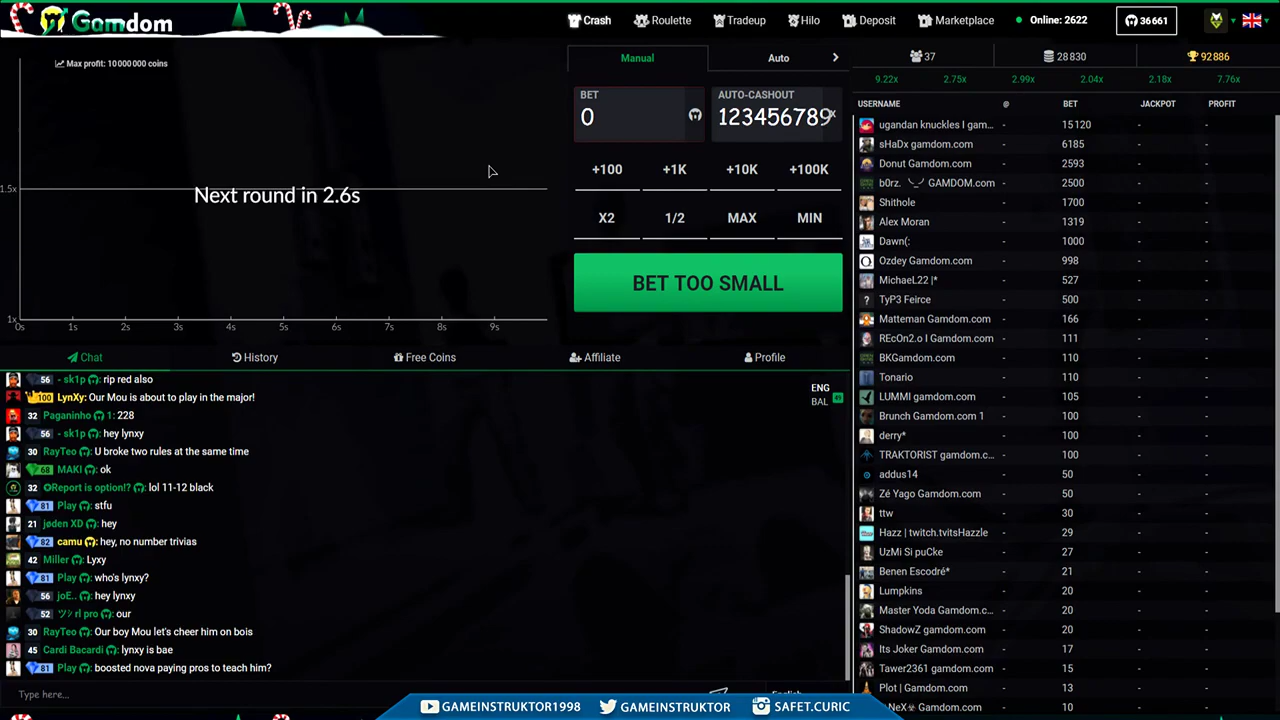 Gamdom
Crash
Roulette
Tradeup
Hilo
Deposit
Marketplace
Online: 2622
36661
Max profit: 10 000 000 coins
1.5x
1x
Next round in 2.6s
0s 1s 2s 3s 4s 5s 6s 7s 8s 9s
Manual
Auto
BET
0
AUTO-CASHOUT
123456789x
+100 +1K +10K +100K
X2 1/2 MAX MIN
BET TOO SMALL
37
28 830
92 886
9.22x 2.75x 2.99x 2.04x 2.18x 7.76x
USERNAME @ BET JACKPOT PROFIT
ugandan knuckles I gam... - 15120 - -
sHaDx gamdom.com - 6185 - -
Donut Gamdom.com - 2593 - -
b0rz. ╰‿╯ GAMDOM.com - 2500 - -
Shithole - 1700 - -
Alex Moran - 1319 - -
Dawn(: - 1000 - -
Ozdey Gamdom.com - 998 - -
MichaeL22 |* - 527 - -
TyP3 Feirce - 500 - -
Matteman Gamdom.com - 166 - -
REcOn2.o I Gamdom.com - 111 - -
BKGamdom.com - 110 - -
Tonario - 110 - -
LUMMI gamdom.com - 105 - -
Brunch Gamdom.com 1 - 100 - -
derry* - 100 - -
TRAKTORIST gamdom.c... - 100 - -
addus14 - 50 - -
Zé Yago Gamdom.com - 50 - -
ttw - 30 - -
Hazz | twitch.tvitsHazzle - 29 - -
UzMi Si puCke - 27 - -
Benen Escodré* - 21 - -
Lumpkins - 20 - -
Master Yoda Gamdom.c... - 20 - -
ShadowZ gamdom.com - 20 - -
Its Joker Gamdom.com - 17 - -
Tawer2361 gamdom.com - 15 - -
Plot | Gamdom.com - 13 - -
NeX Gamdom.com - 10 - -
Chat
History
Free Coins
Affiliate
Profile
ENG
BAL
56 - sk1p: rip red also
100 LynXy: Our Mou is about to play in the major!
32 Paganinho 1: 228
56 - sk1p: hey lynxy
30 RayTeo: U broke two rules at the same time
68 MAKI: ok
32 ✪Report is option!?: lol 11-12 black
81 Play: stfu
21 jøden XD: hey
82 camu: hey, no number trivias
42 Miller: Lyxy
81 Play: who's lynxy?
56 joE..: hey lynxy
52 ツシ rl pro: our
30 RayTeo: Our boy Mou let's cheer him on bois
45 Cardi Bacardi: lynxy is bae
81 Play: boosted nova paying pros to teach him?
Type here...
English
GAMEINSTRUKTOR1998
GAMEINSTRUKTOR
SAFET.CURIC